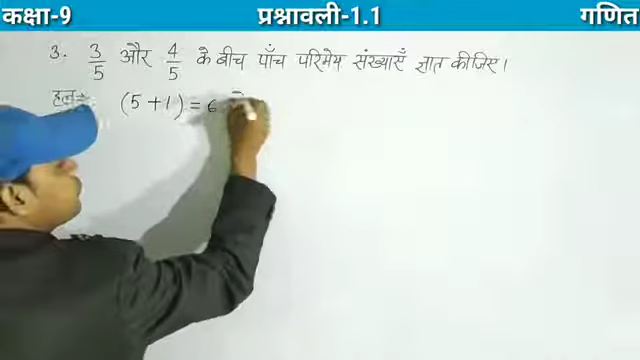 कक्षा-9 प्रश्नावली-1.1 गणित
3. 3/5 और 4/5 के बीच पाँच परिमेय संख्याएँ ज्ञात कीजिए।
हल:- (5+1) = 6